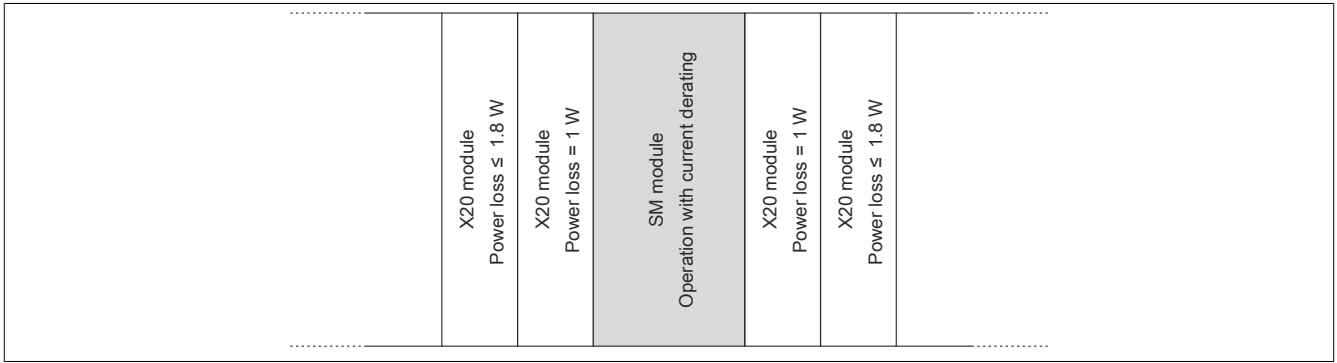 X20 module
Power loss ≤ 1.8 W
X20 module
Power loss = 1 W
SM module
Operation with current derating
X20 module
Power loss = 1 W
X20 module
Power loss ≤ 1.8 W